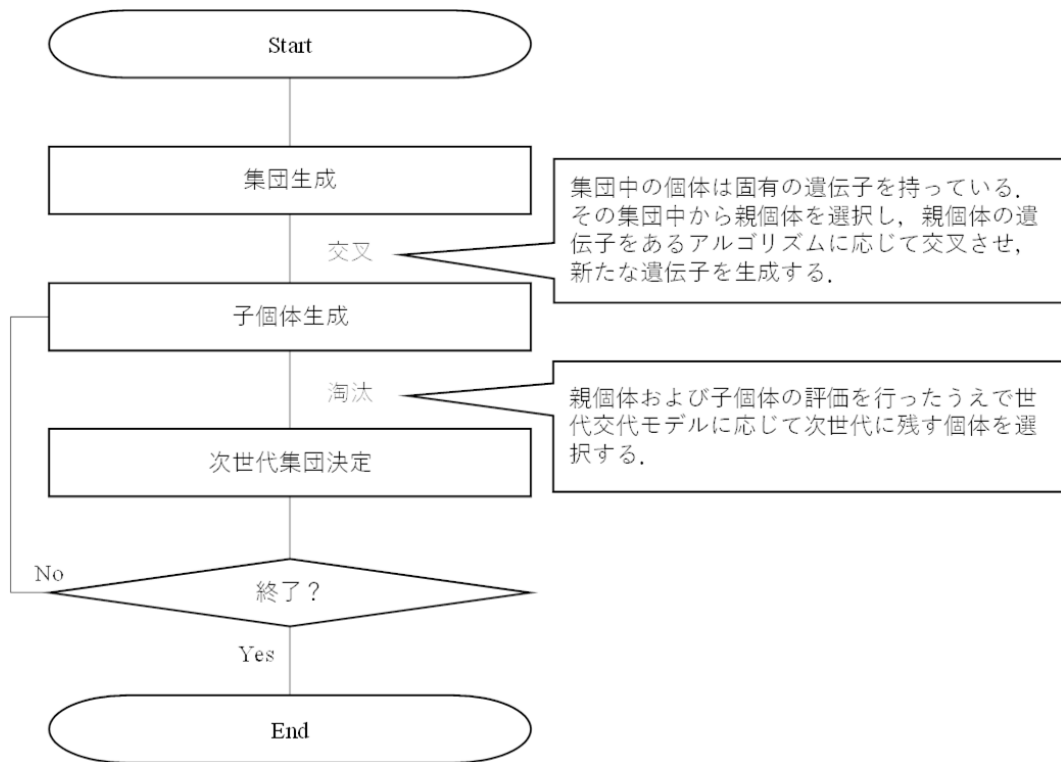 Start
集団生成
集団中の個体は固有の遺伝子を持っている．
その集団中から親個体を選択し，親個体の遺
伝子をあるアルゴリズムに応じて交叉させ，
新たな遺伝子を生成する．
交叉
子個体生成
淘汰
親個体および子個体の評価を行ったうえで世
代交代モデルに応じて次世代に残す個体を選
択する．
次世代集団決定
No
終了？
Yes
End